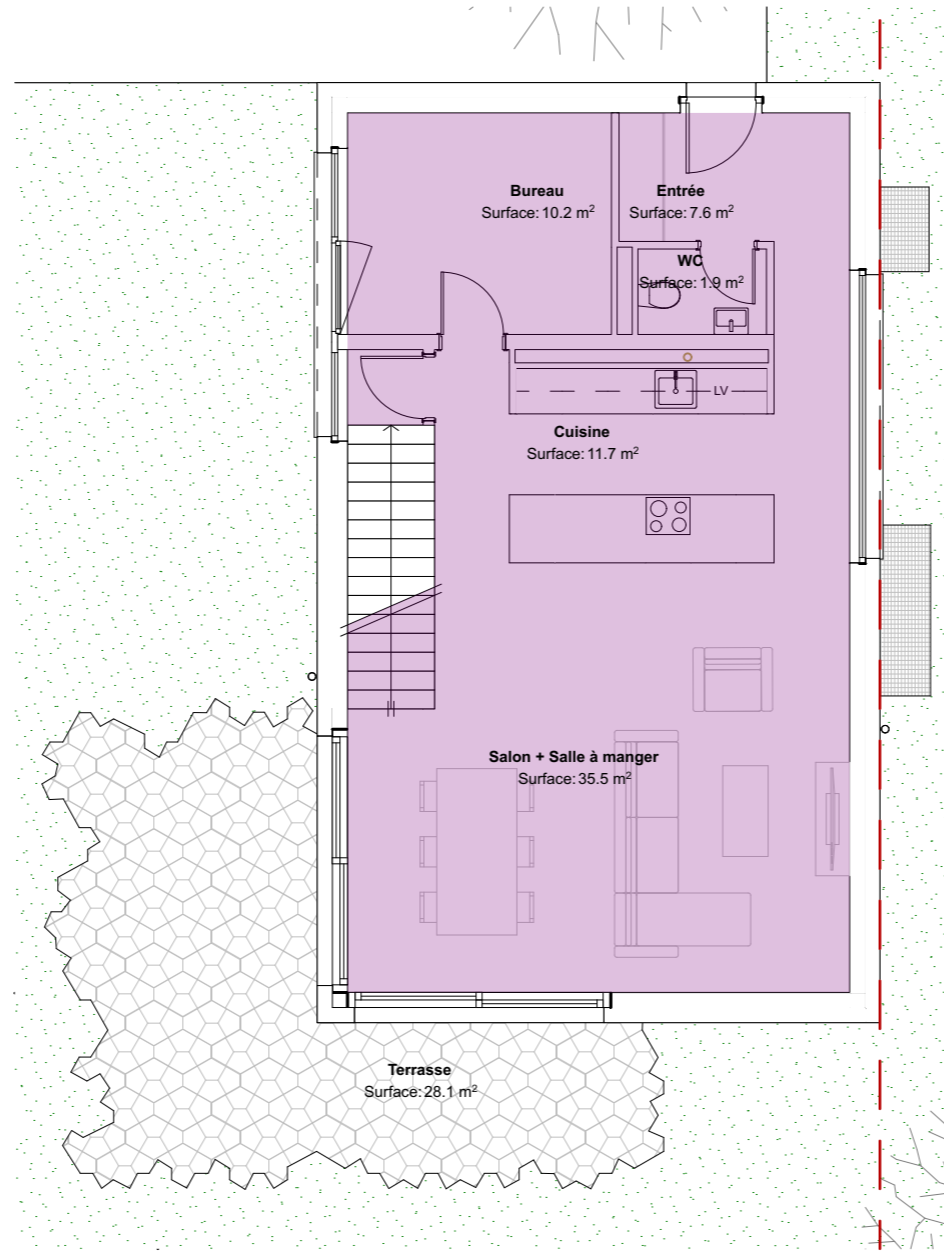 Bureau
Surface: 10.2 m²
Entrée
Surface: 7.6 m²
WC
Surface: 1.9 m²
LV
Cuisine
Surface: 11.7 m²
Salon + Salle à manger
Surface: 35.5 m²
Terrasse
Surface: 28.1 m²